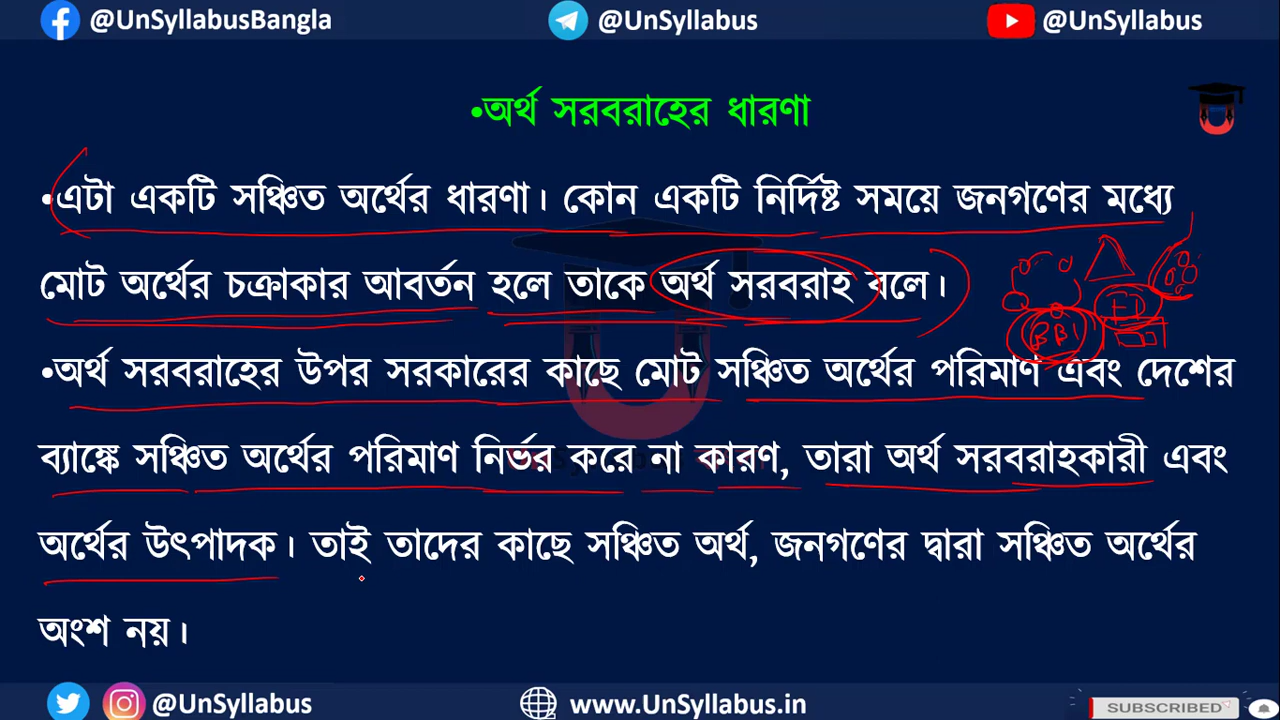 @UnSyllabusBangla @UnSyllabus @UnSyllabus
•অর্থ সরবরাহের ধারণা
•এটা একটি সঞ্চিত অর্থের ধারণা। কোন একটি নির্দিষ্ট সময়ে জনগণের মধ্যে
মোট অর্থের চক্রাকার আবর্তন হলে তাকে অর্থ সরবরাহ বলে।
•অর্থ সরবরাহের উপর সরকারের কাছে মোট সঞ্চিত অর্থের পরিমাণ এবং দেশের
ব্যাঙ্কে সঞ্চিত অর্থের পরিমাণ নির্ভর করে না কারণ, তারা অর্থ সরবরাহকারী এবং
অর্থের উৎপাদক। তাই তাদের কাছে সঞ্চিত অর্থ, জনগণের দ্বারা সঞ্চিত অর্থের
অংশ নয়।
@UnSyllabus www.UnSyllabus.in SUBSCRIBED